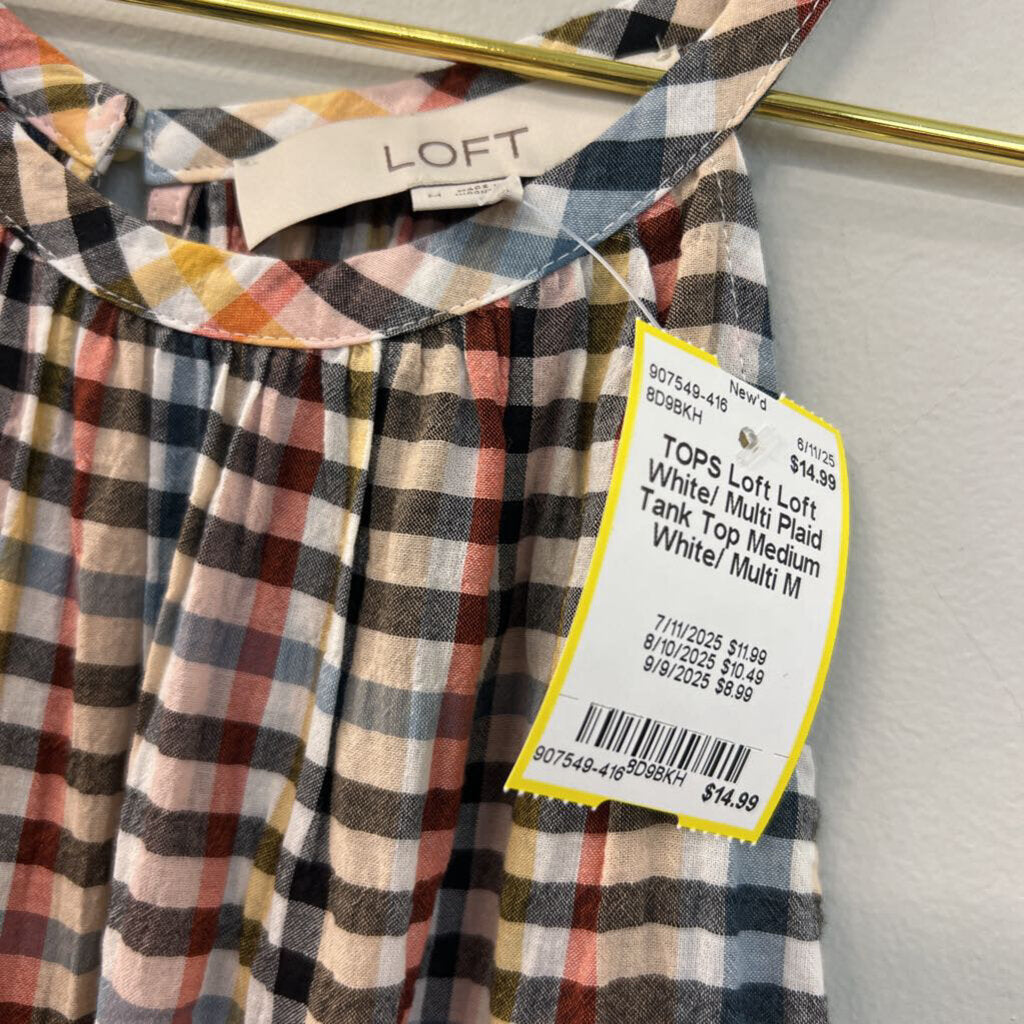 LOFT
M
MADE
907549-416
New'd
8D9BKH
6/11/25
$14.99
TOPS Loft Loft
White/ Multi Plaid
Tank Top Medium
White/ Multi M
7/11/2025 $11.99
8/10/2025 $10.49
9/9/2025 $8.99
907549-416 8D9BKH
$14.99